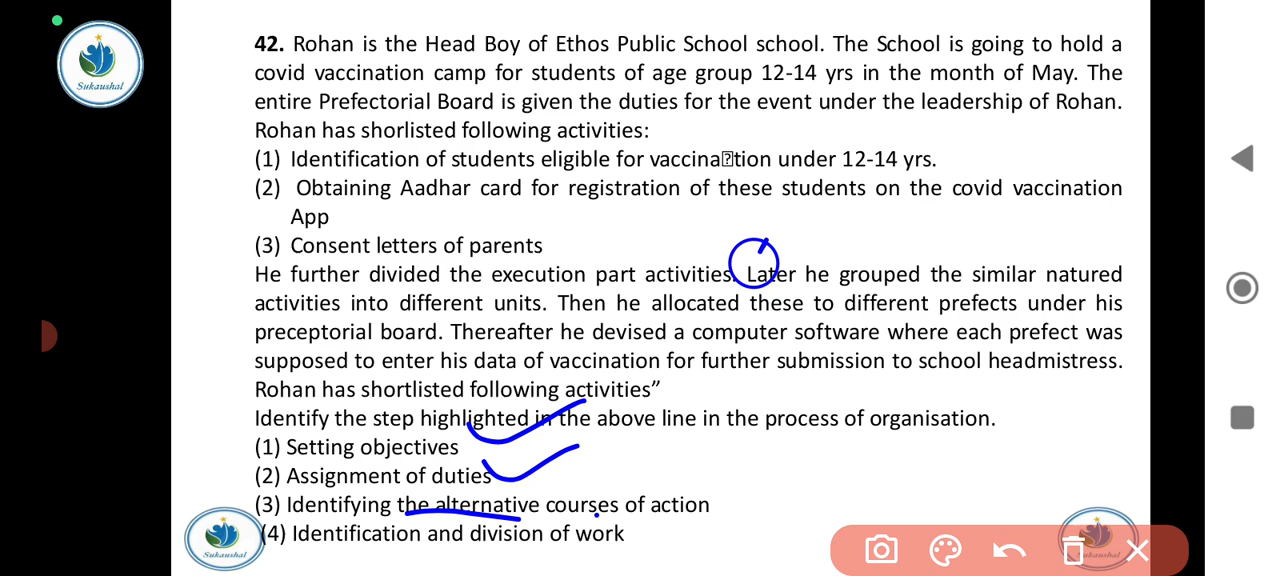 Sukaushal
42. Rohan is the Head Boy of Ethos Public School school. The School is going to hold a
covid vaccination camp for students of age group 12-14 yrs in the month of May. The
entire Prefectorial Board is given the duties for the event under the leadership of Rohan.
Rohan has shorlisted following activities:
(1) Identification of students eligible for vaccina�tion under 12-14 yrs.
(2) Obtaining Aadhar card for registration of these students on the covid vaccination
App
(3) Consent letters of parents
He further divided the execution part activities. Later he grouped the similar natured
activities into different units. Then he allocated these to different prefects under his
preceptorial board. Thereafter he devised a computer software where each prefect was
supposed to enter his data of vaccination for further submission to school headmistress.
Rohan has shortlisted following activities”
Identify the step highlighted in the above line in the process of organisation.
(1) Setting objectives
(2) Assignment of duties
(3) Identifying the alternative courses of action
(4) Identification and division of work
Sukaushal
Sukaushal